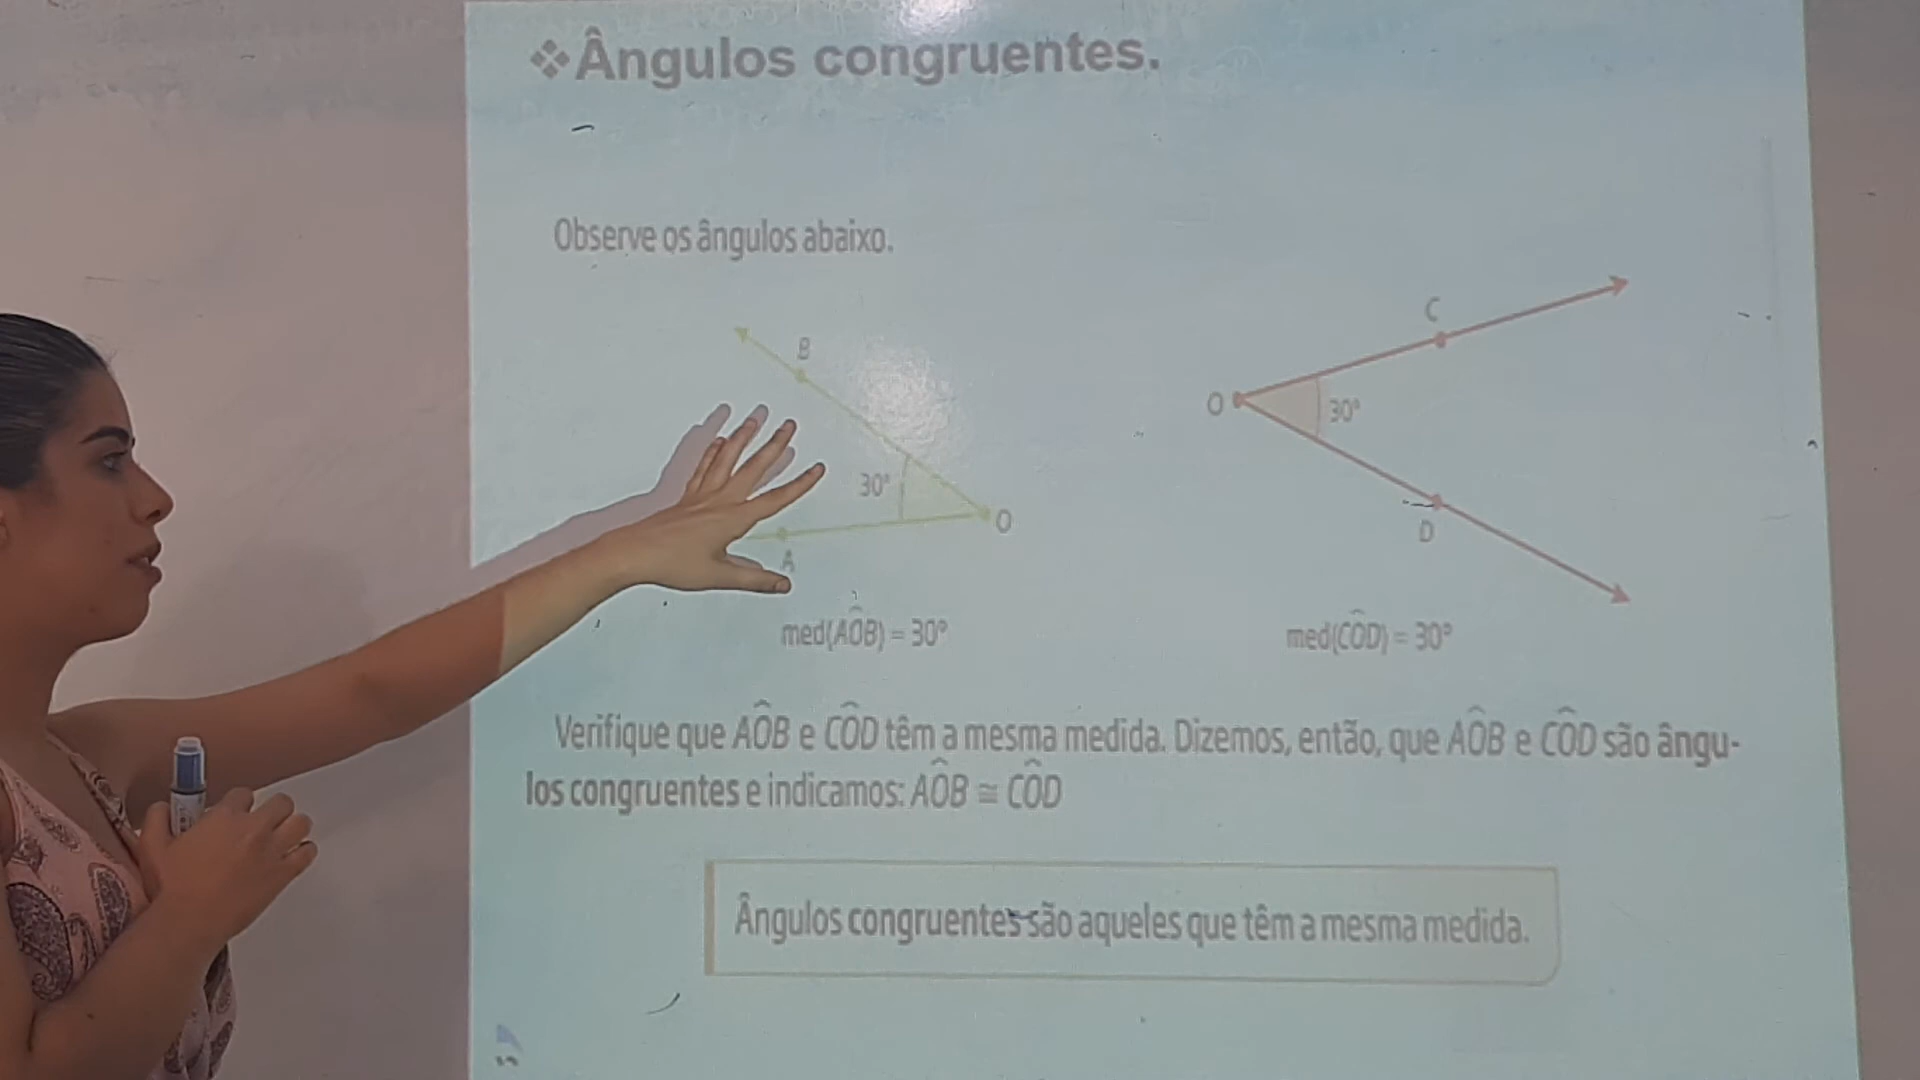 ❖Ângulos congruentes.
Observe os ângulos abaixo.
B
30°
O
A
C
O
30°
D
med(AÔB) = 30°
med(CÔD) = 30°
Verifique que AÔB e CÔD têm a mesma medida. Dizemos, então, que AÔB e CÔD são ângu-
los congruentes e indicamos: AÔB ≅ CÔD
Ângulos congruentes são aqueles que têm a mesma medida.